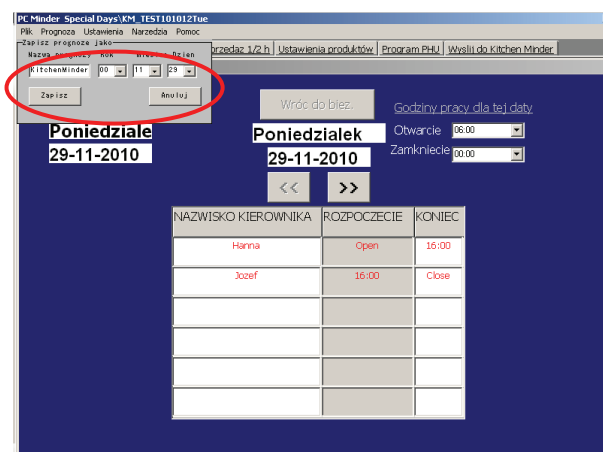 PC Minder Special Days\KM_TEST101012Tue
Plik Prognoza Ustawienia Narzedzia Pomoc
Zapisz prognoze jako
Nazwa prognozy Rok Dzien
KitchenMinder 00 11 29
Zapisz Anuluj
przedaz 1/2 h Ustawienia produktów Program PHU Wyslij do Kitchen Minder
Wróc do biez.
Godziny pracy dla tej daty
Poniedziale
29-11-2010
Poniedzialek
29-11-2010
Otwarcie 06:00
Zamkniecie 00:00
<< >>
NAZWISKO KIEROWNIKA ROZPOCZECIE KONIEC
Hanna Open 16:00
Jozef 16:00 Close